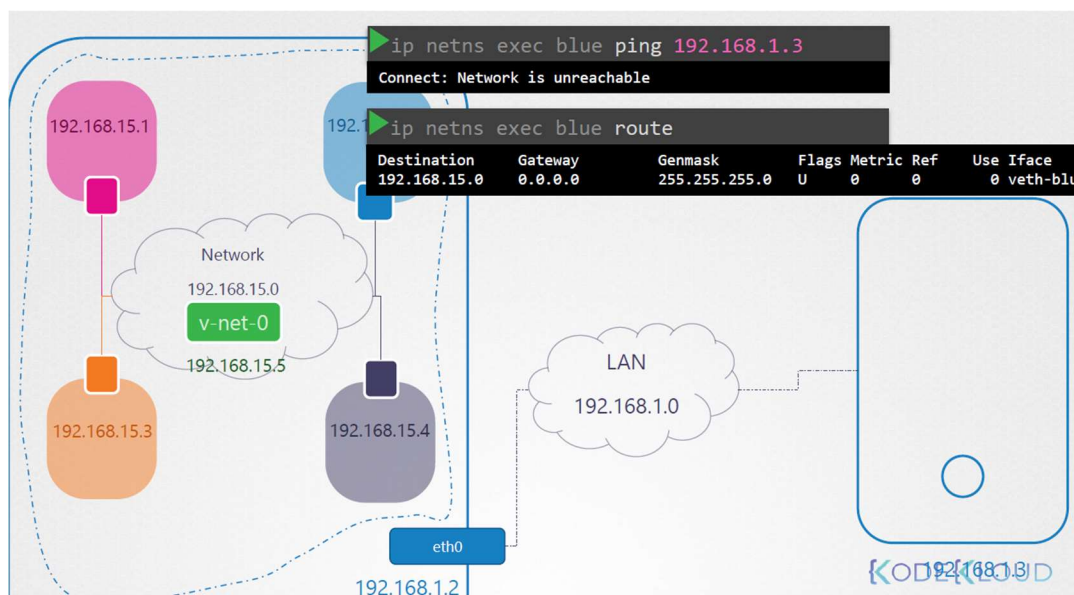 ip netns exec blue ping 192.168.1.3
Connect: Network is unreachable
ip netns exec blue route
Destination Gateway Genmask Flags Metric Ref Use Iface
192.168.15.0 0.0.0.0 255.255.255.0 U 0 0 0 veth-blu
192.168.15.1
192.1
Network
192.168.15.0
v-net-0
192.168.15.5
192.168.15.3
192.168.15.4
LAN
192.168.1.0
eth0
192.168.1.2
KODEKLOUD
192.168.1.3